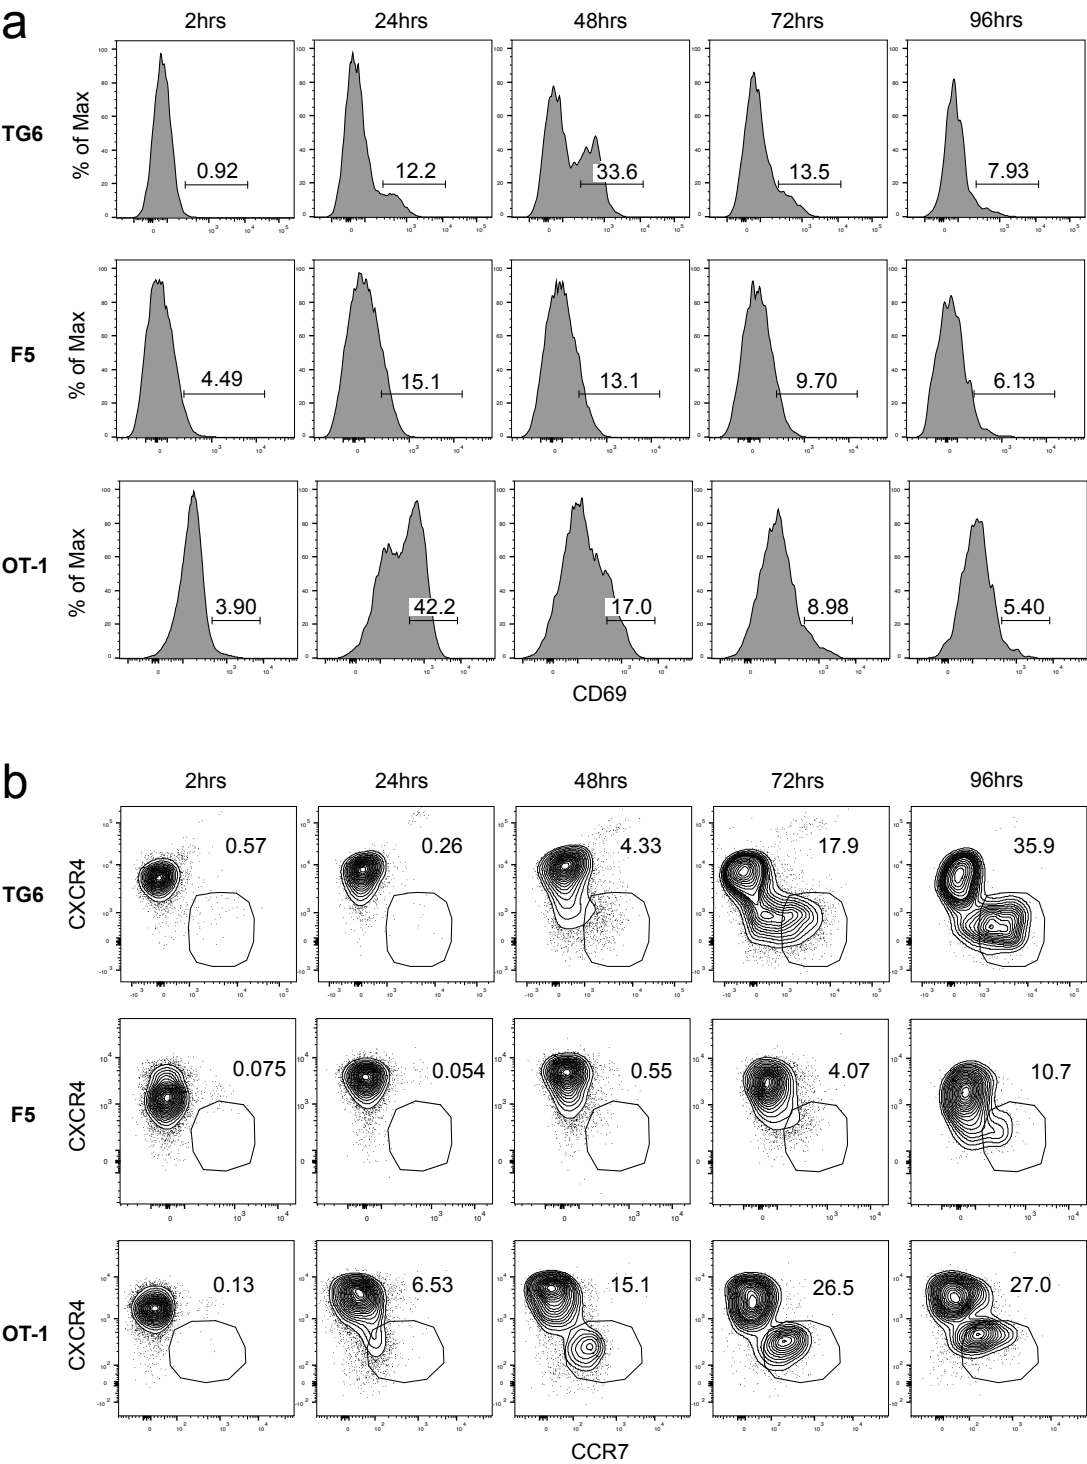 a
2hrs 24hrs 48hrs 72hrs 96hrs
TG6 % of Max 0.92 12.2 33.6 13.5 7.93
F5 % of Max 4.49 15.1 13.1 9.70 6.13
OT-1 % of Max 3.90 42.2 17.0 8.98 5.40
CD69
b
2hrs 24hrs 48hrs 72hrs 96hrs
TG6 CXCR4 0.57 0.26 4.33 17.9 35.9
F5 CXCR4 0.075 0.054 0.55 4.07 10.7
OT-1 CXCR4 0.13 6.53 15.1 26.5 27.0
CCR7